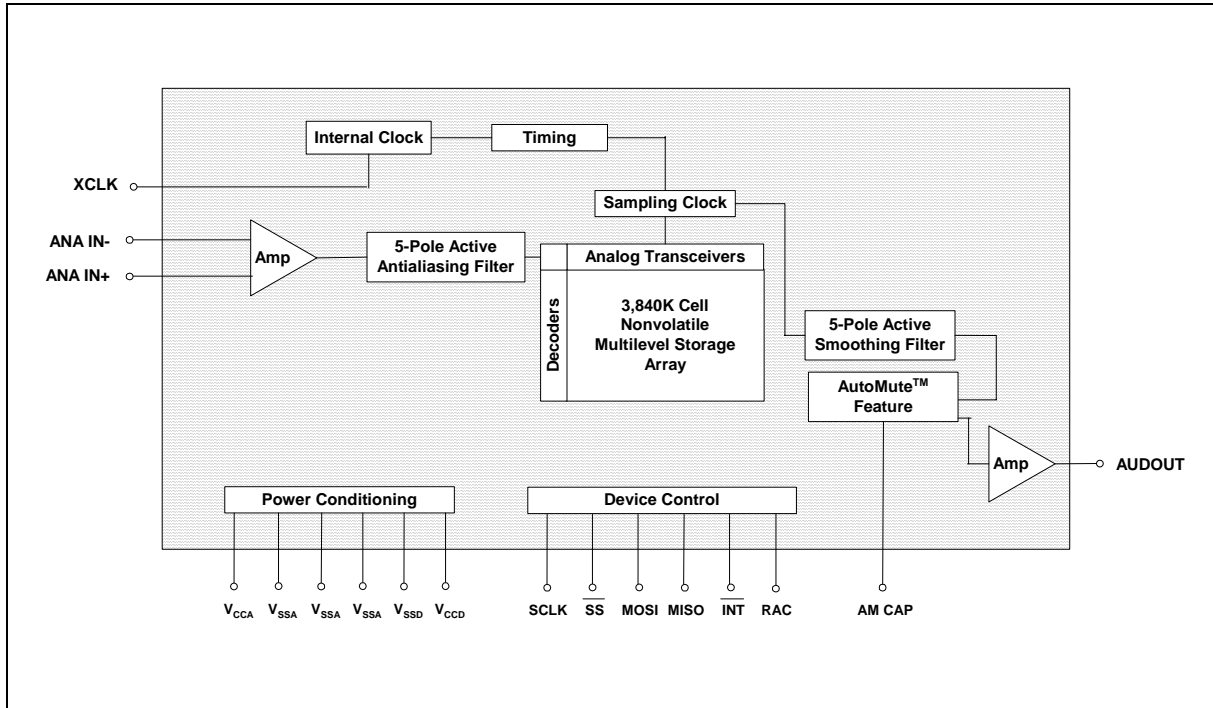 Internal Clock
Timing
XCLK
Sampling Clock
ANA IN-
ANA IN+
Amp
5-Pole Active
Antialiasing Filter
Analog Transceivers
Decoders
3,840K Cell
Nonvolatile
Multilevel Storage
Array
5-Pole Active
Smoothing Filter
AutoMute™
Feature
Amp
AUDOUT
Power Conditioning
Device Control
VCCA
VSSA
VSSA
VSSA
VSSD
VCCD
SCLK
S̅S̅
MOSI
MISO
I̅N̅T̅
RAC
AM CAP